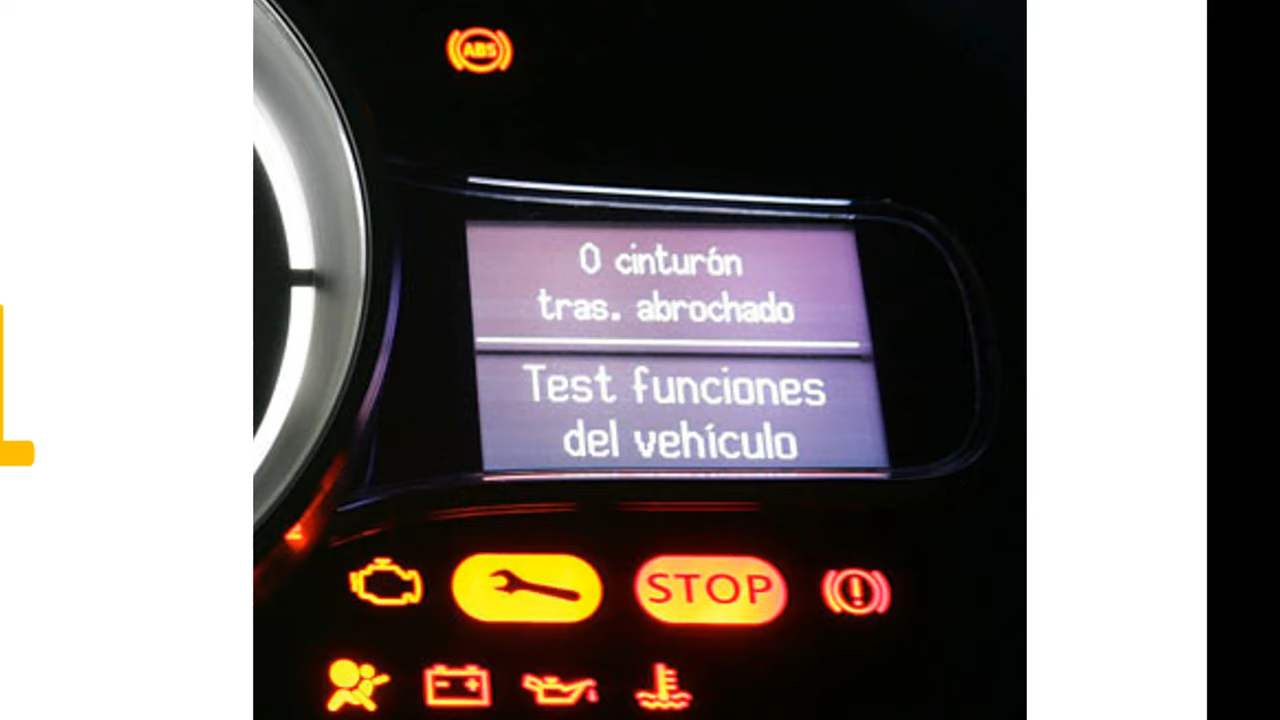 ABS
0 cinturón
tras. abrochado
Test funciones
del vehículo
STOP